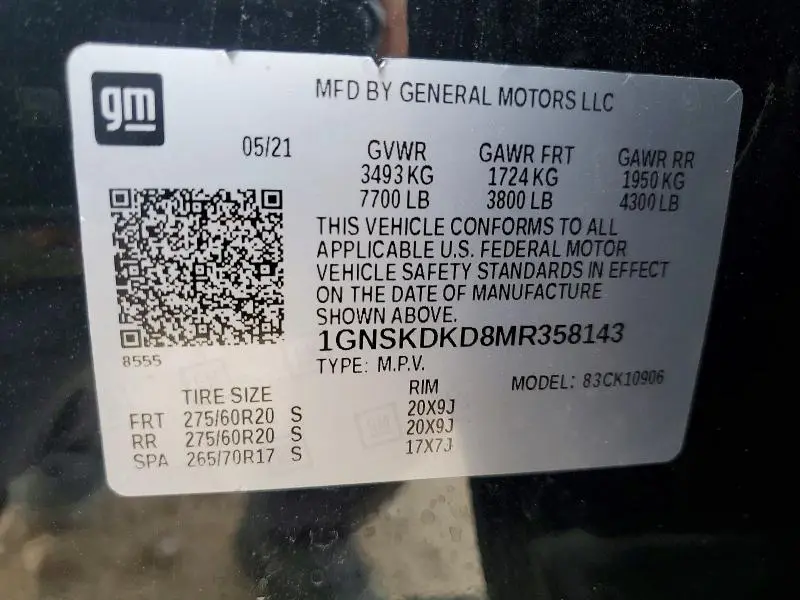 gm
MFD BY GENERAL MOTORS LLC
05/21 GVWR GAWR FRT GAWR RR
3493 KG 1724 KG 1950 KG
7700 LB 3800 LB 4300 LB
THIS VEHICLE CONFORMS TO ALL
APPLICABLE U.S. FEDERAL MOTOR
VEHICLE SAFETY STANDARDS IN EFFECT
ON THE DATE OF MANUFACTURE
SHOWN ABOVE.
1GNSKDKD8MR358143
8555
TYPE: M.P.V.
MODEL: 83CK10906
TIRE SIZE RIM
FRT 275/60R20 S 20X9J
RR 275/60R20 S 20X9J
SPA 265/70R17 S 17X7J
gm